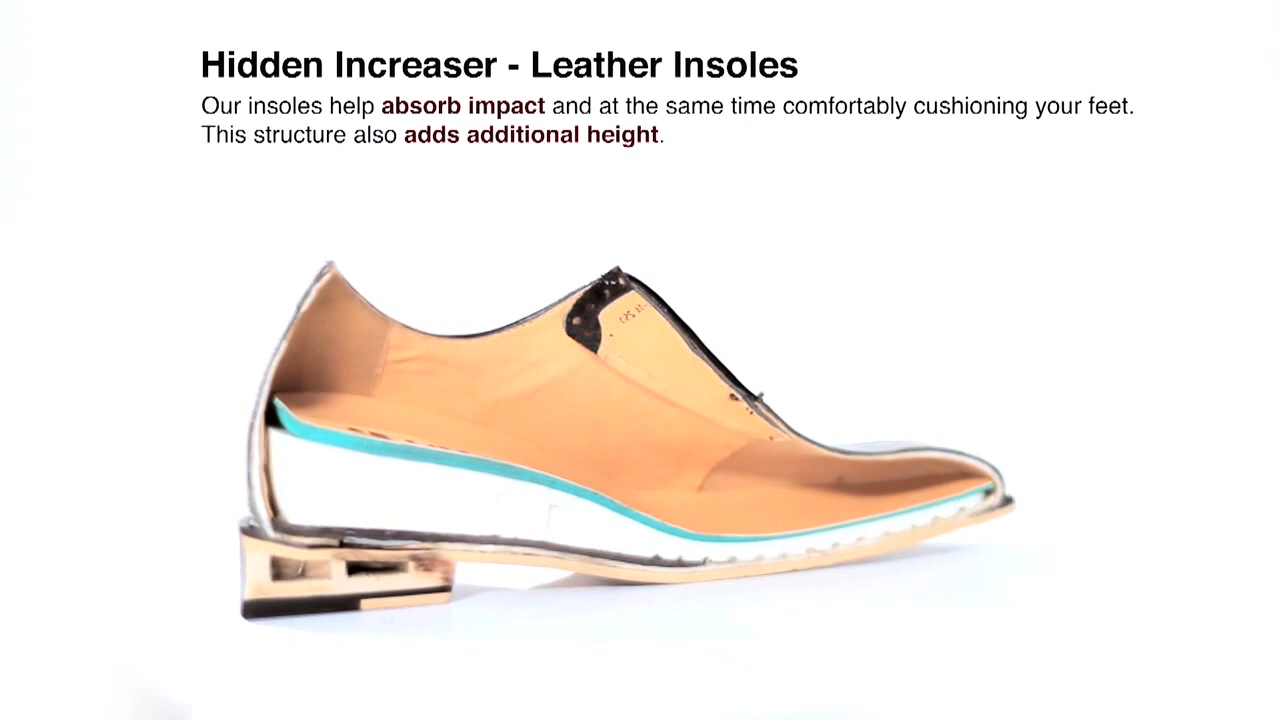 Hidden Increaser - Leather Insoles
Our insoles help absorb impact and at the same time comfortably cushioning your feet.
This structure also adds additional height.